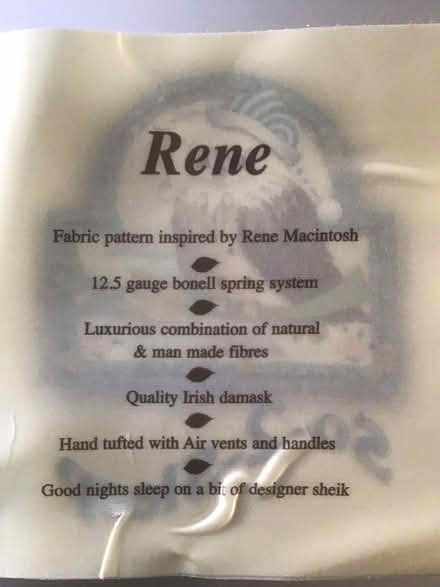 Rene
Fabric pattern inspired by Rene Macintosh
12.5 gauge bonell spring system
Luxurious combination of natural
& man made fibres
Quality Irish damask
Hand tufted with Air vents and handles
Good nights sleep on a bit of designer sheik